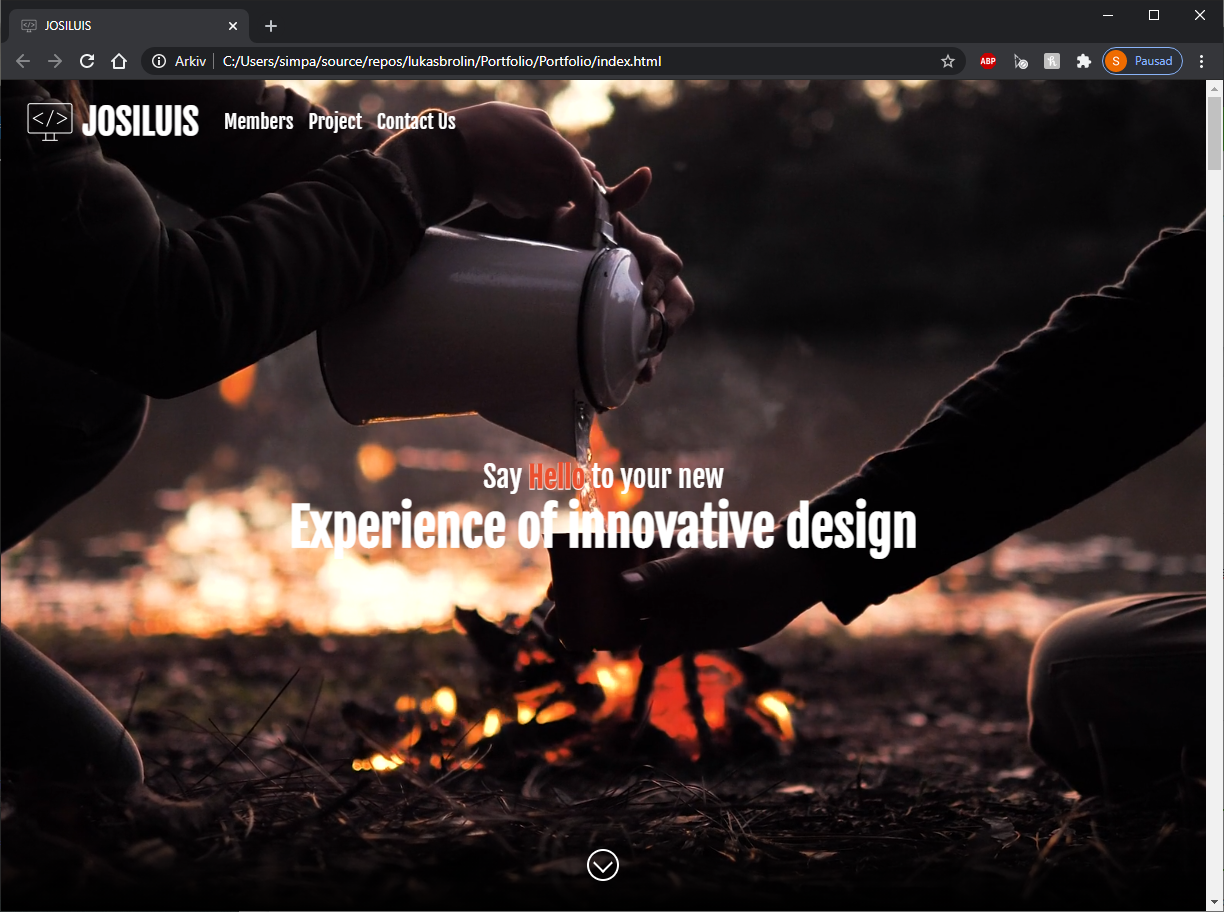 JOSILUIS
Arkiv
C:/Users/simpa/source/repos/lukasbrolin/Portfolio/Portfolio/index.html
ABP
S
Pausad
</> JOSILUIS
Members
Project
Contact Us
Say Hello to your new
Experience of innovative design